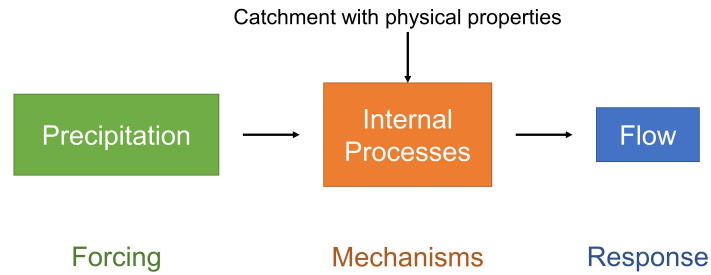 Catchment with physical properties
Precipitation
Internal
Processes
Flow
Forcing
Mechanisms
Response